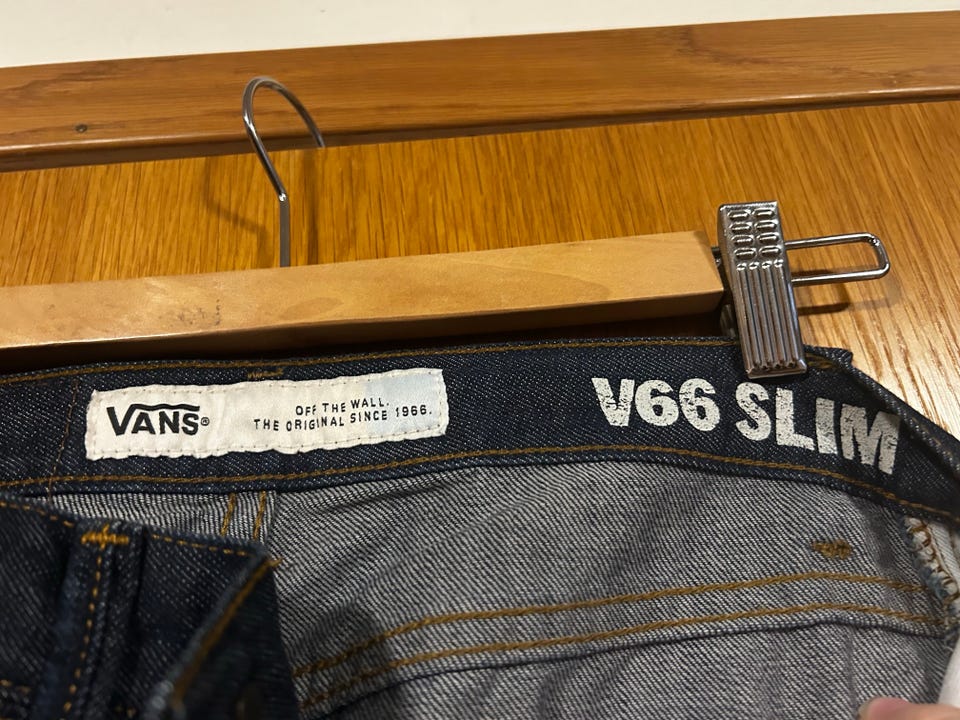 VANS®
OFF THE WALL.
THE ORIGINAL SINCE 1966.
V66 SLIM